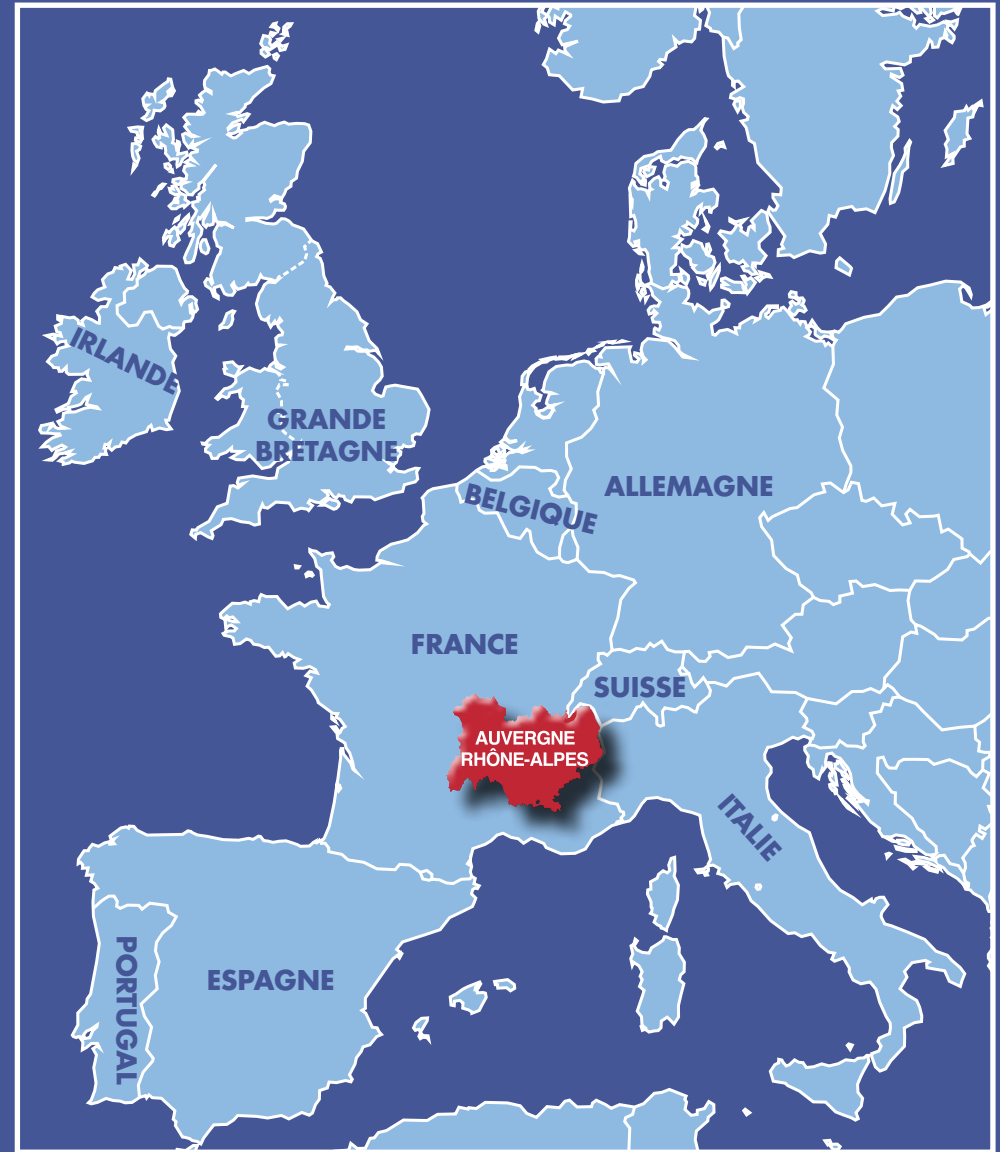 IRLANDE
GRANDE
BRETAGNE
BELGIQUE
ALLEMAGNE
FRANCE
SUISSE
AUVERGNE
RHÔNE-ALPES
ITALIE
PORTUGAL
ESPAGNE